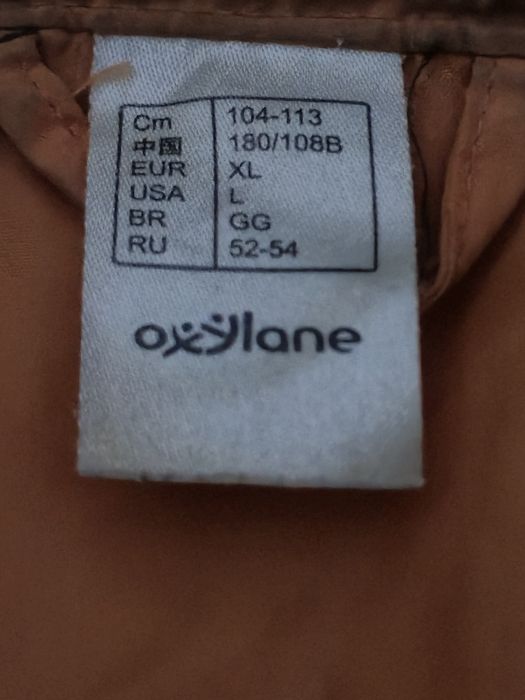 Cm 104-113
中国 180/108B
EUR XL
USA L
BR GG
RU 52-54
oxylane